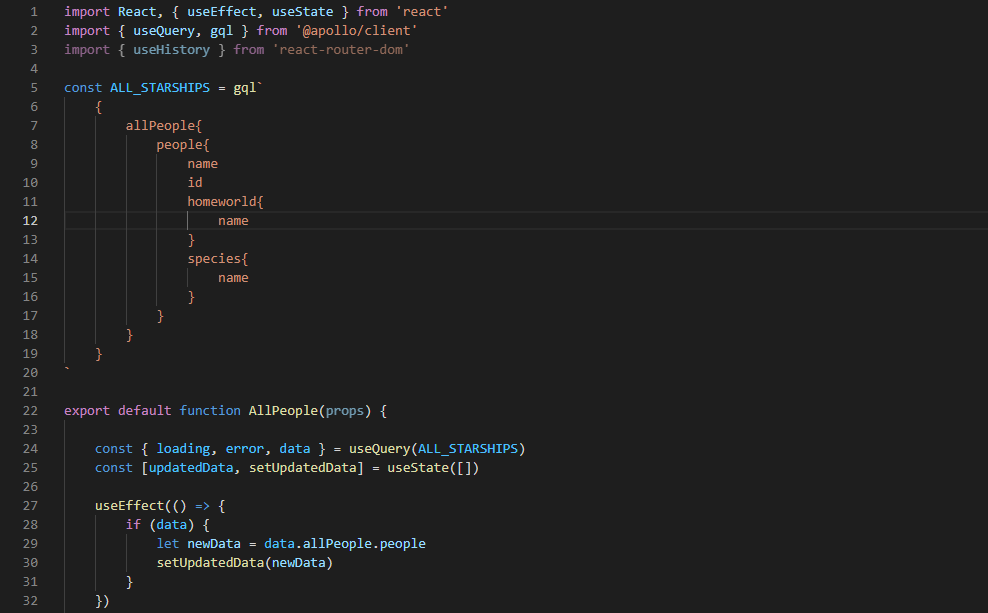 1 import React, { useEffect, useState } from 'react'
2 import { useQuery, gql } from '@apollo/client'
3 import { useHistory } from 'react-router-dom'
4
5 const ALL_STARSHIPS = gql`
6     {
7         allPeople{
8             people{
9                 name
10                 id
11                 homeworld{
12                     name
13                 }
14                 species{
15                     name
16                 }
17             }
18         }
19     }
20 `
21
22 export default function AllPeople(props) {
23
24     const { loading, error, data } = useQuery(ALL_STARSHIPS)
25     const [updatedData, setUpdatedData] = useState([])
26
27     useEffect(() => {
28         if (data) {
29             let newData = data.allPeople.people
30             setUpdatedData(newData)
31         }
32     })